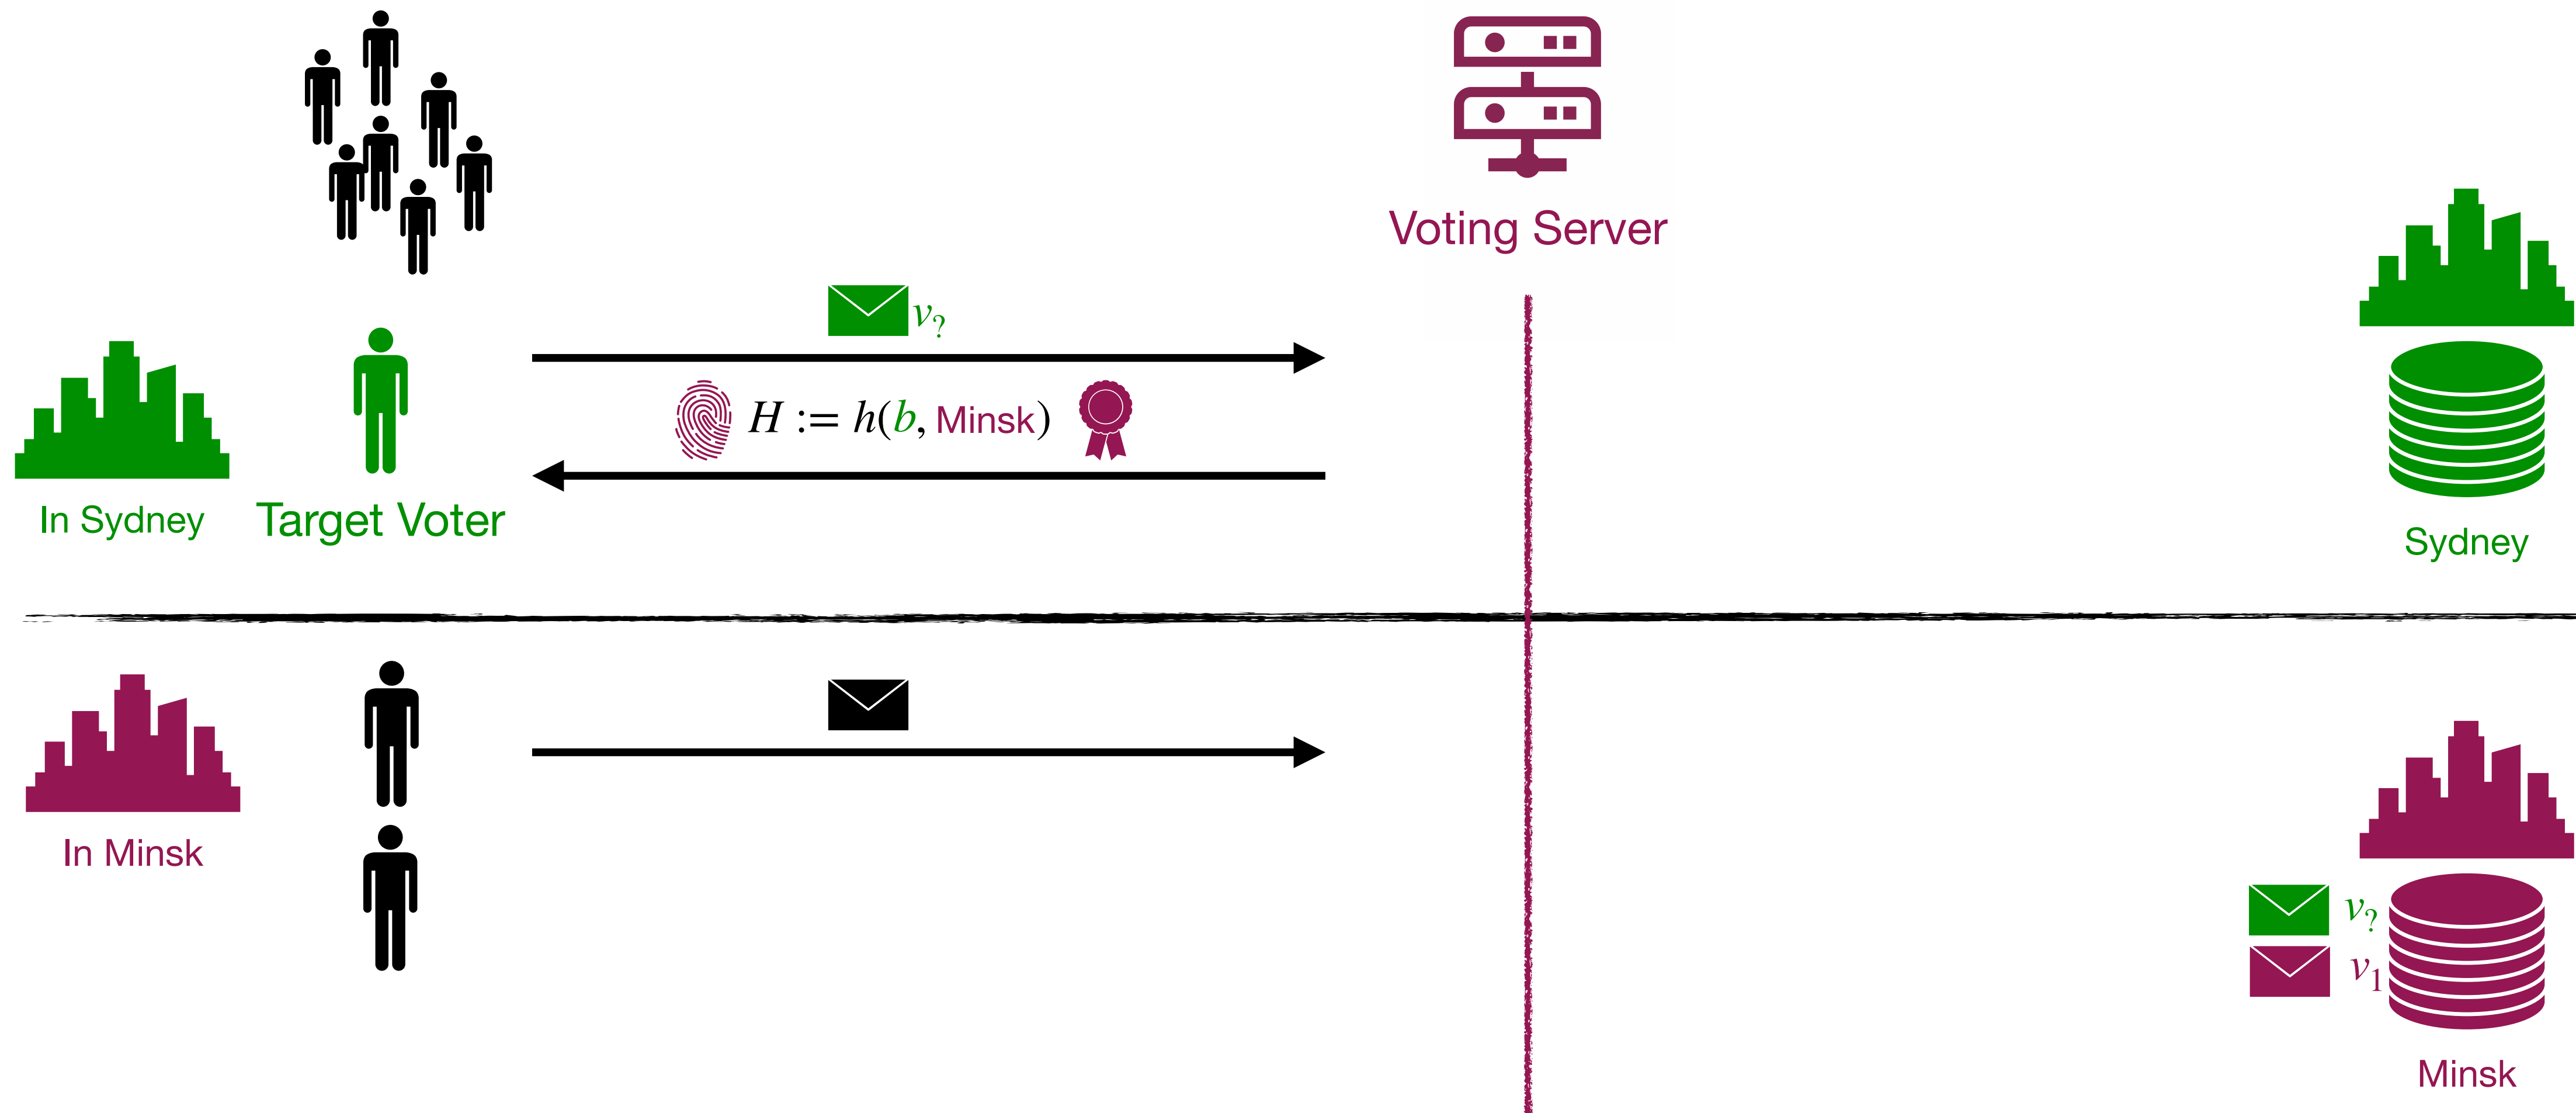 Voting Server
v?
H := h(b, Minsk)
In Sydney
Target Voter
Sydney
In Minsk
v?
v1
Minsk